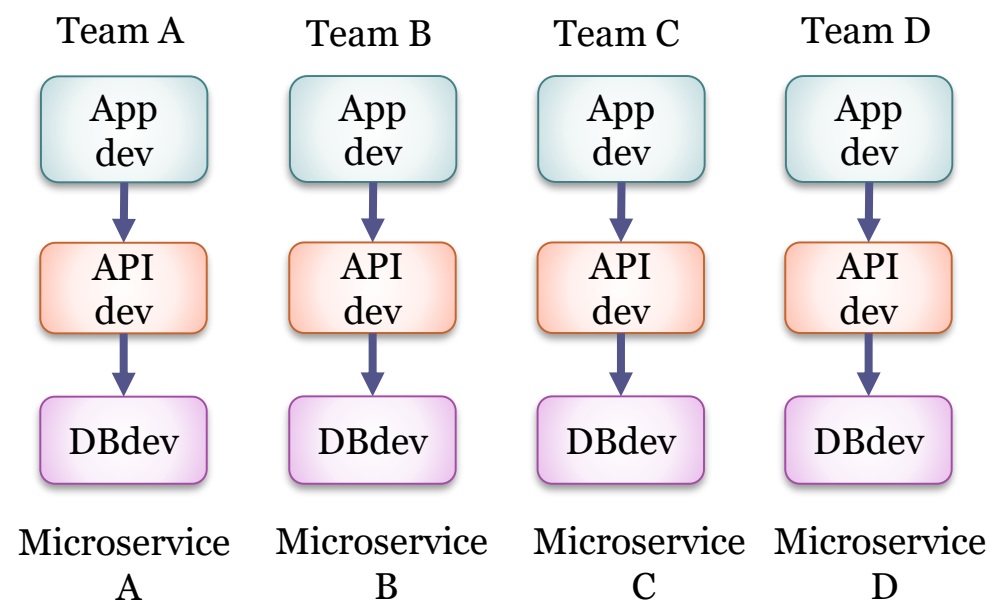 Team A
Team B
Team C
Team D
App
dev
App
dev
App
dev
App
dev
API
dev
API
dev
API
dev
API
dev
DBdev
DBdev
DBdev
DBdev
Microservice
A
Microservice
B
Microservice
C
Microservice
D